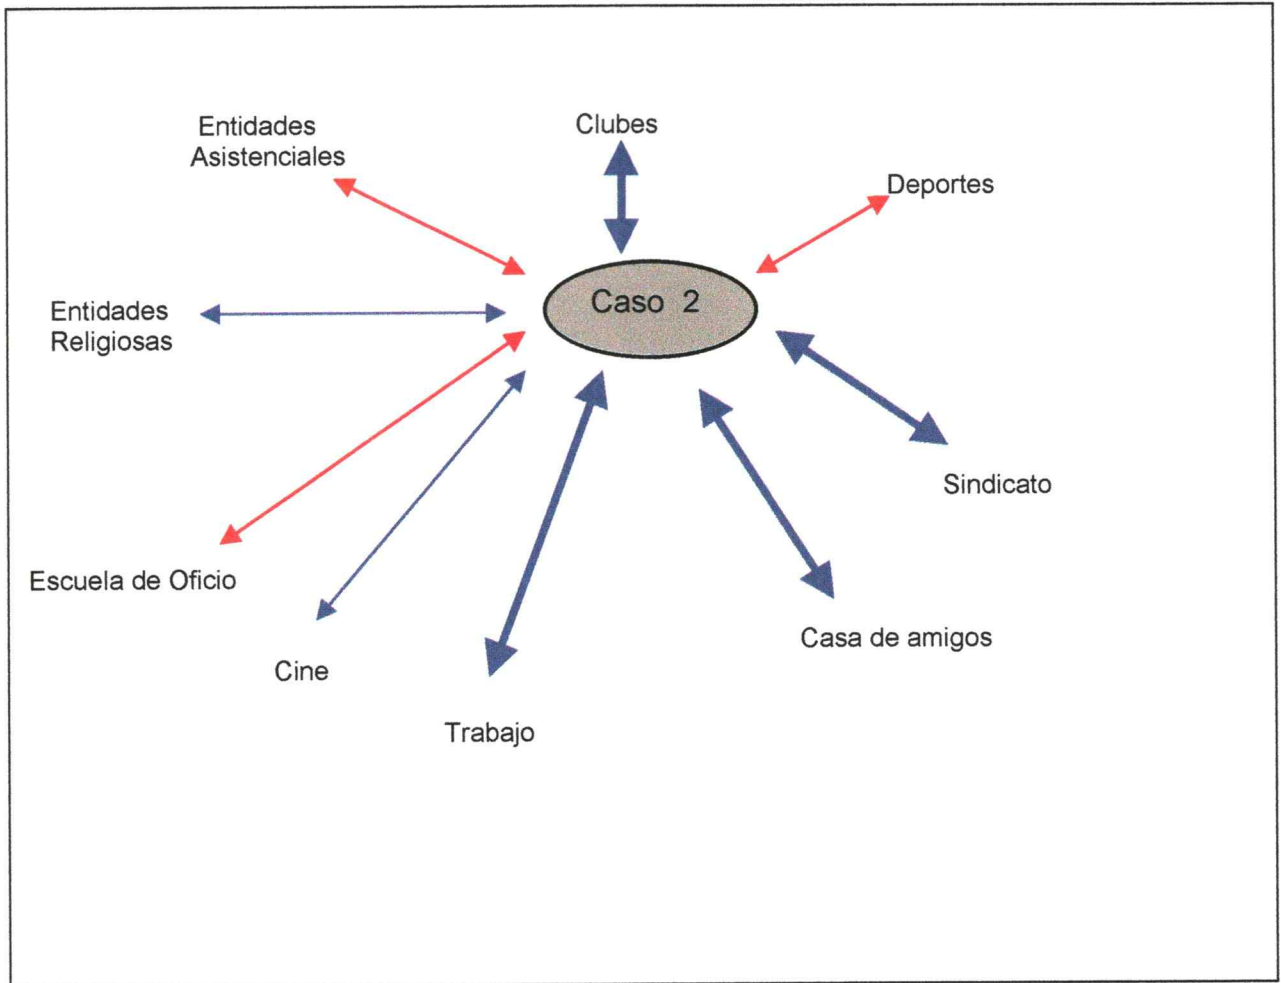 Clubes
Entidades
Asistenciales
Deportes
Caso 2
Entidades
Religiosas
Sindicato
Escuela de Oficio
Casa de amigos
Cine
Trabajo